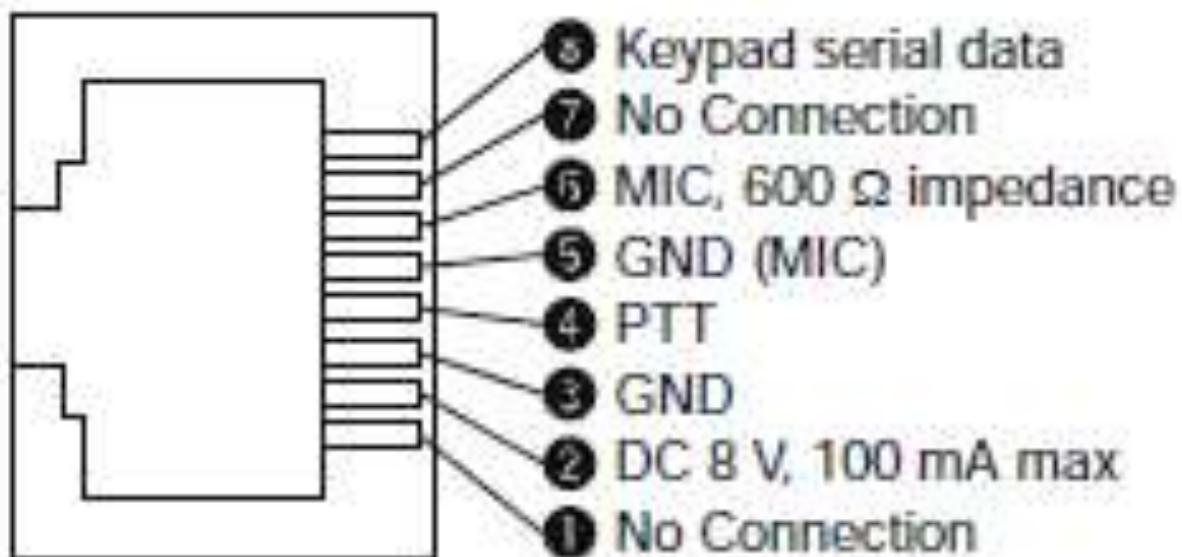 8 Keypad serial data
7 No Connection
6 MIC, 600 Ω impedance
5 GND (MIC)
4 PTT
3 GND
2 DC 8 V, 100 mA max
1 No Connection